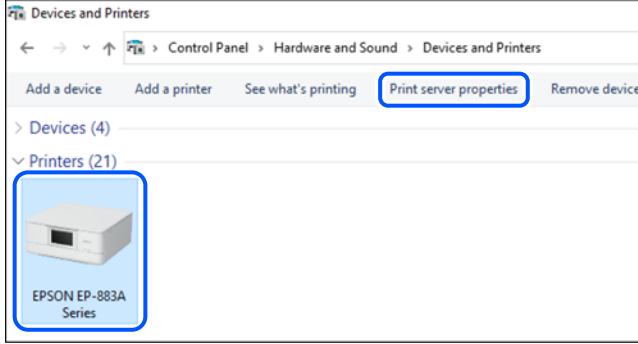 Devices and Printers
Control Panel > Hardware and Sound > Devices and Printers
Add a device Add a printer See what's printing Print server properties Remove device
Devices (4)
Printers (21)
EPSON EP-883A
Series